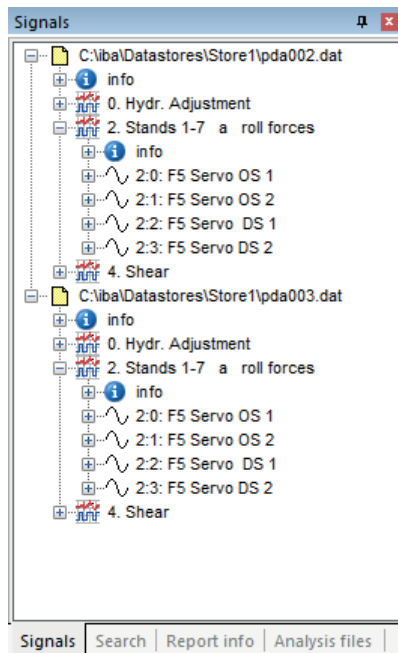 Signals
C:\iba\Datastores\Store1\pda002.dat
info
0. Hydr. Adjustment
2. Stands 1-7   a   roll forces
info
2:0: F5 Servo OS 1
2:1: F5 Servo OS 2
2:2: F5 Servo  DS 1
2:3: F5 Servo DS 2
4. Shear
C:\iba\Datastores\Store1\pda003.dat
info
0. Hydr. Adjustment
2. Stands 1-7   a   roll forces
info
2:0: F5 Servo OS 1
2:1: F5 Servo OS 2
2:2: F5 Servo  DS 1
2:3: F5 Servo DS 2
4. Shear
Signals Search Report info Analysis files